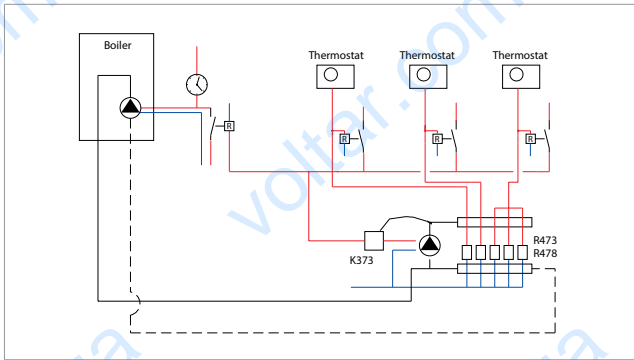 Boiler
Thermostat Thermostat Thermostat
R
R R R
K373
R473
R478
voltar.com